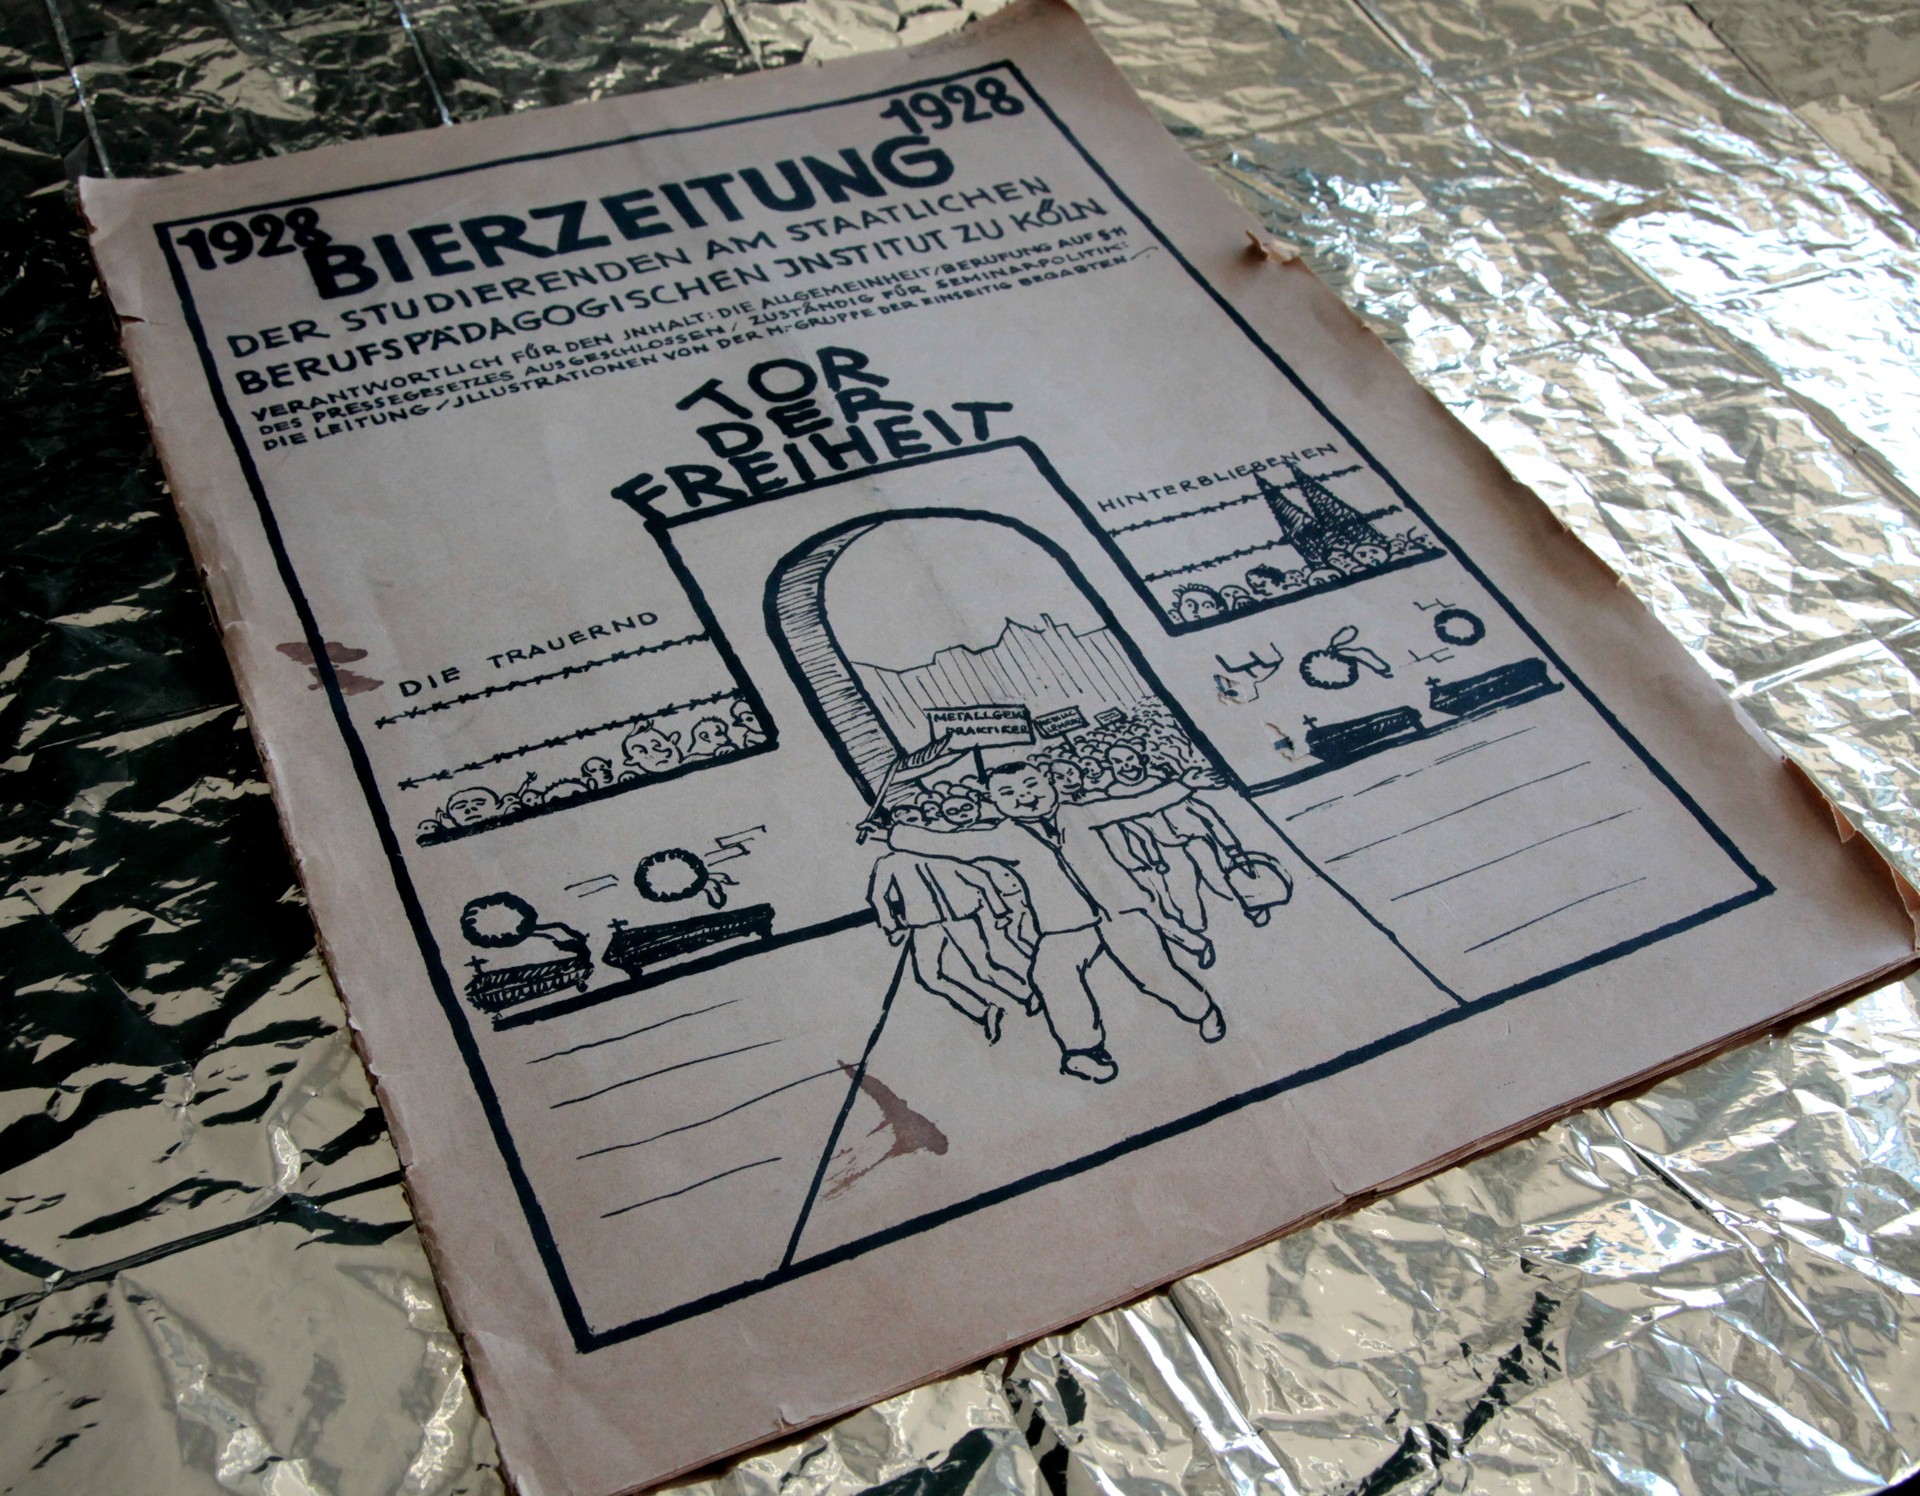 1928 BIERZEITUNG 1928
DER STUDIERENDEN AM STAATLICHEN
BERUFSPÄDAGOGISCHEN JNSTITUT ZU KÖLN
VERANTWORTLICH FÜR DEN JNHALT: DIE ALLGEMEINHEIT / BERUFUNG AUF § 11
DES PRESSEGESETZES AUSGESCHLOSSEN / ZUSTÄNDIG FÜR SEMINARPOLITIK:
DIE LEITUNG / JLLUSTRATIONEN VON DER M.-GRUPPE DER EINSEITIG BEGABTEN
TOR
DER
FREIHEIT
DIE TRAUERND
HINTERBLIEBENEN
METALLGEW
PRAKTIKER